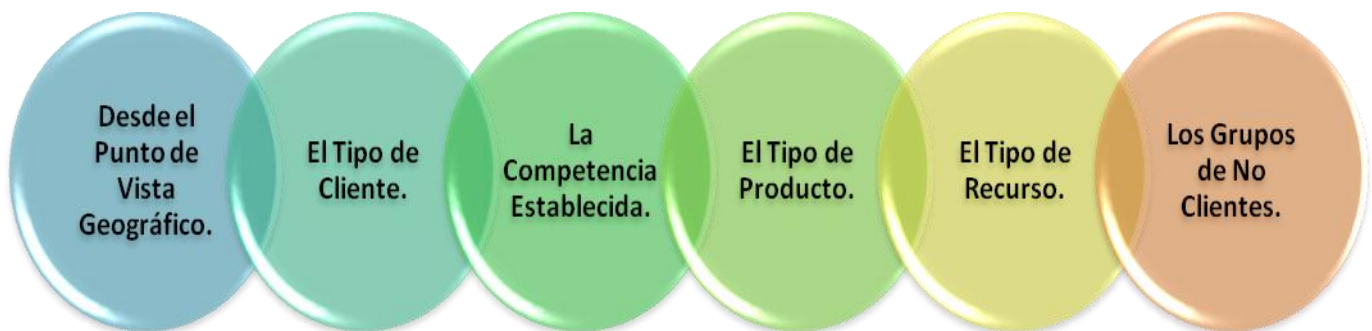 Desde el
Punto de
Vista
Geográfico.
El Tipo de
Cliente.
La
Competencia
Establecida.
El Tipo de
Producto.
El Tipo de
Recurso.
Los Grupos
de No
Clientes.